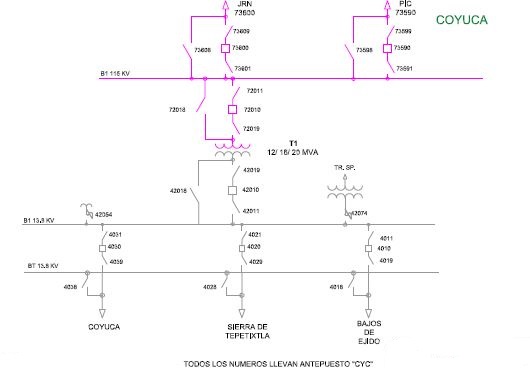 JRN
73600
PIC
73590
COYUCA
73609
73608
73600
73601
73599
73598
73590
73591
B1 115 KV
72011
72018
72010
72019
T1
12/ 16/ 20 MVA
42019
42018
42010
42011
TR. SP.
42054
42074
B1 13.8 KV
4031
4030
4039
4021
4020
4029
4011
4010
4019
BT 13.8 KV
4038
4028
4018
COYUCA
SIERRA DE
TEPETIXTLA
BAJOS
DE
EJIDO
TODOS LOS NUMEROS LLEVAN ANTEPUESTO "CYC"